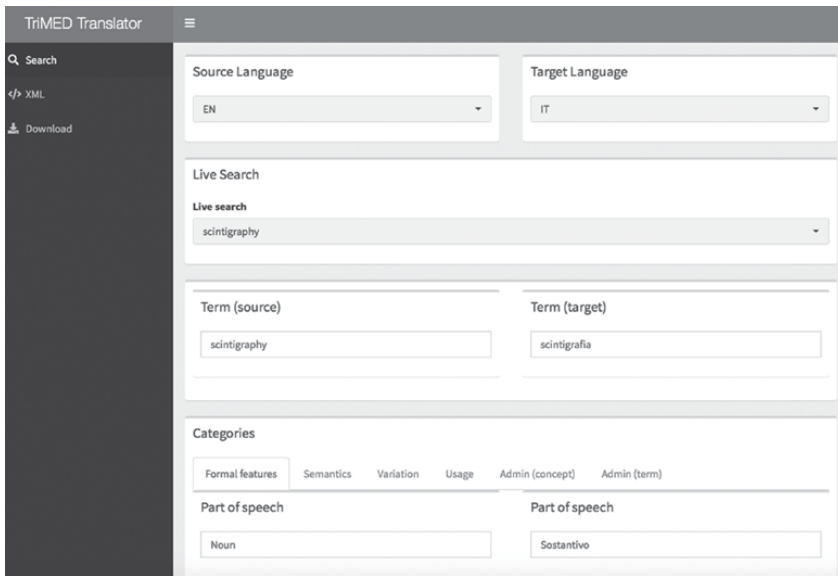 TriMED Translator
Search
XML
Download
Source Language
Target Language
EN
IT
Live Search
Live search
scintigraphy
Term (source)
Term (target)
scintigraphy
scintigrafia
Categories
Formal features Semantics Variation Usage Admin (concept) Admin (term)
Part of speech
Part of speech
Noun
Sostantivo